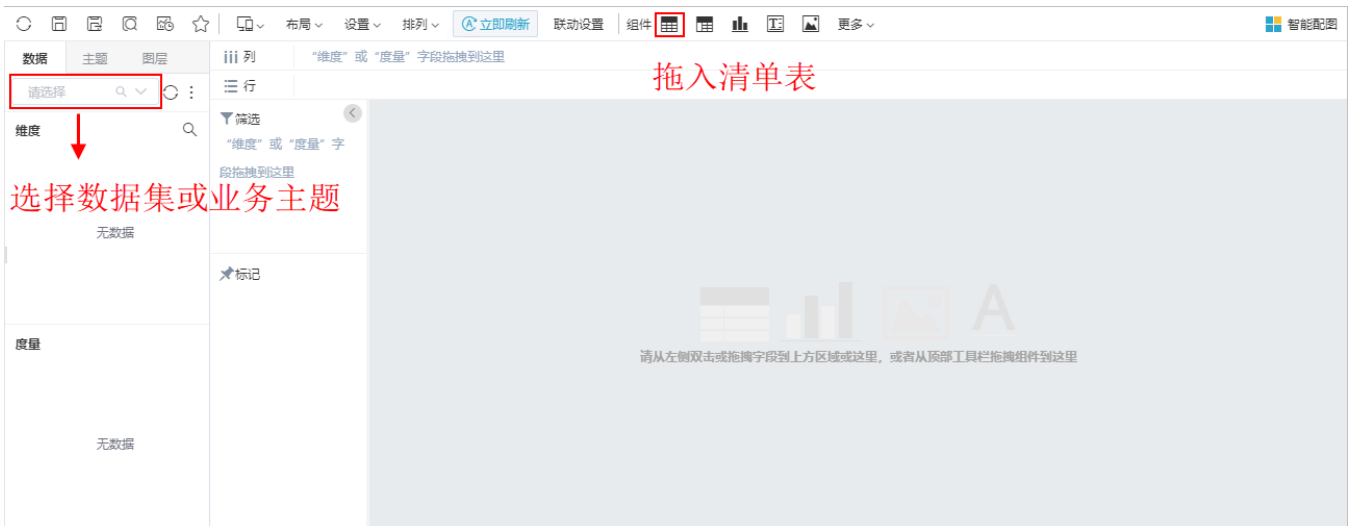 布局 设置 排列 立即刷新 联动设置 组件 更多 智能配图
数据 主题 图层
列 “维度” 或 “度量” 字段拖拽到这里
拖入清单表
请选择
行
筛选
维度
“维度” 或 “度量” 字
段拖拽到这里
选择数据集或业务主题
无数据
标记
度量
请从左侧双击或拖拽字段到上方区域或这里，或者从顶部工具栏拖拽组件到这里
无数据